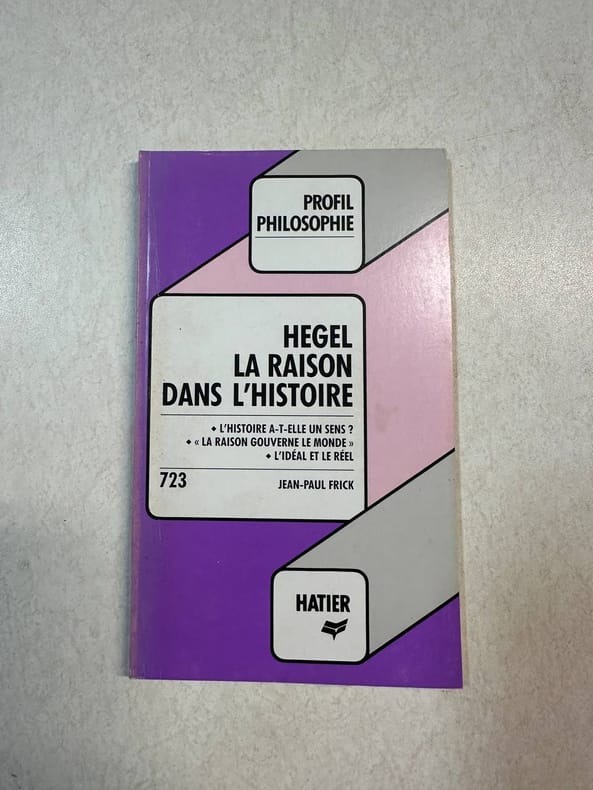 PROFIL
PHILOSOPHIE
HEGEL
LA RAISON
DANS L'HISTOIRE
◆ L'HISTOIRE A-T-ELLE UN SENS ?
◆ « LA RAISON GOUVERNE LE MONDE »
◆ L'IDÉAL ET LE RÉEL
723 JEAN-PAUL FRICK
HATIER